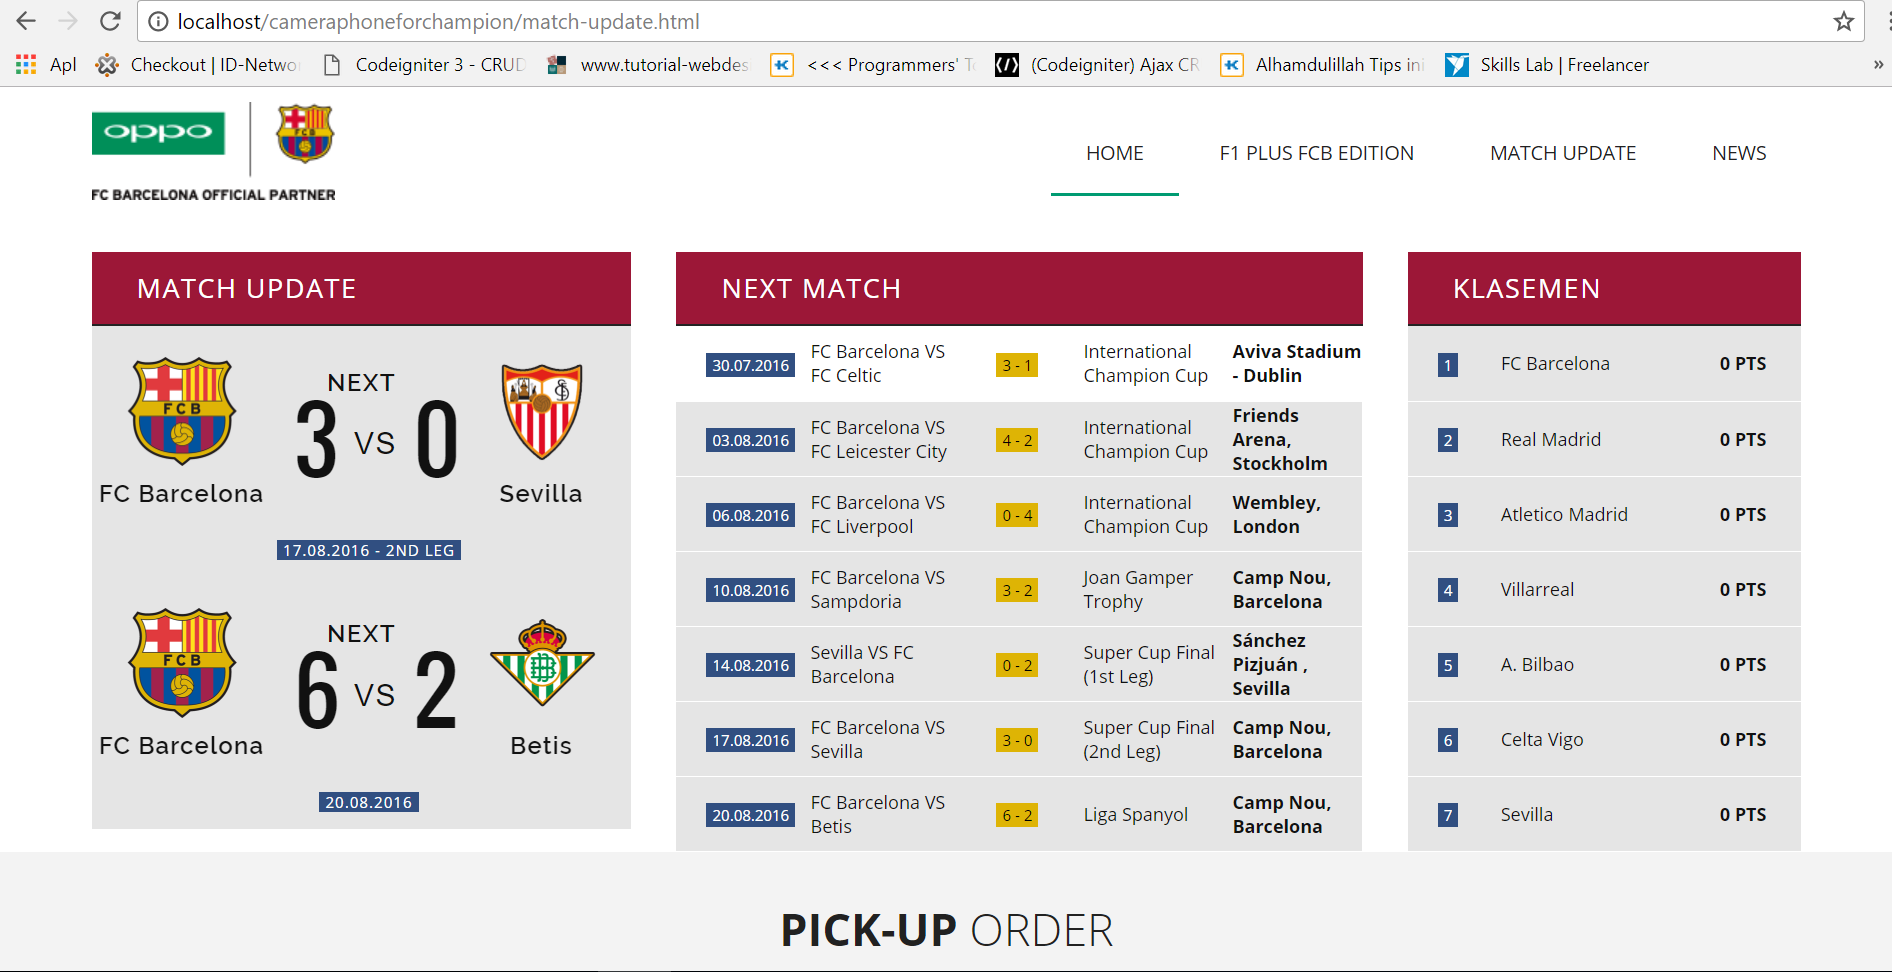 localhost/cameraphoneforchampion/match-update.html
Apl Checkout | ID-Netwo Codeigniter 3 - CRUD www.tutorial-webdes <<< Programmers' T (Codeigniter) Ajax CR Alhamdulillah Tips ini Skills Lab | Freelancer »
oppo
FCB
FC BARCELONA OFFICIAL PARTNER
HOME F1 PLUS FCB EDITION MATCH UPDATE NEWS
MATCH UPDATE
FCB
NEXT
3 VS 0
FC Barcelona Sevilla
17.08.2016 - 2ND LEG
FCB
NEXT
6 VS 2
FC Barcelona Betis
20.08.2016
NEXT MATCH
30.07.2016 FC Barcelona VS FC Celtic 3 - 1 International Champion Cup Aviva Stadium - Dublin
03.08.2016 FC Barcelona VS FC Leicester City 4 - 2 International Champion Cup Friends Arena, Stockholm
06.08.2016 FC Barcelona VS FC Liverpool 0 - 4 International Champion Cup Wembley, London
10.08.2016 FC Barcelona VS Sampdoria 3 - 2 Joan Gamper Trophy Camp Nou, Barcelona
14.08.2016 Sevilla VS FC Barcelona 0 - 2 Super Cup Final (1st Leg) Sánchez Pizjuán , Sevilla
17.08.2016 FC Barcelona VS Sevilla 3 - 0 Super Cup Final (2nd Leg) Camp Nou, Barcelona
20.08.2016 FC Barcelona VS Betis 6 - 2 Liga Spanyol Camp Nou, Barcelona
KLASEMEN
1 FC Barcelona 0 PTS
2 Real Madrid 0 PTS
3 Atletico Madrid 0 PTS
4 Villarreal 0 PTS
5 A. Bilbao 0 PTS
6 Celta Vigo 0 PTS
7 Sevilla 0 PTS
PICK-UP ORDER